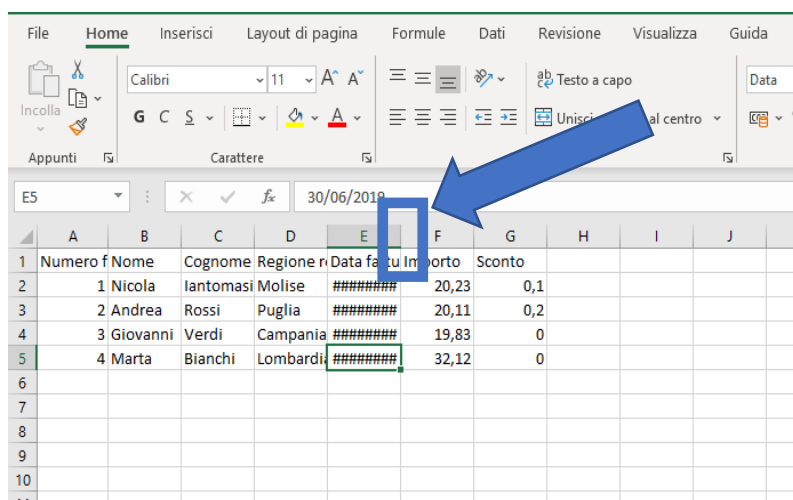 File Home Inserisci Layout di pagina Formule Dati Revisione Visualizza Guida
Incolla
Calibri 11 A^ A˅ ab Testo a capo Data
G C S A Unisci al centro
Appunti Carattere
E5 fx 30/06/2019
A B C D E F G H I J
1 Numero f Nome Cognome Regione r Data fattu Importo Sconto
2 1 Nicola Iantomasi Molise ######## 20,23 0,1
3 2 Andrea Rossi Puglia ######## 20,11 0,2
4 3 Giovanni Verdi Campania ######## 19,83 0
5 4 Marta Bianchi Lombardi ######## 32,12 0
6
7
8
9
10